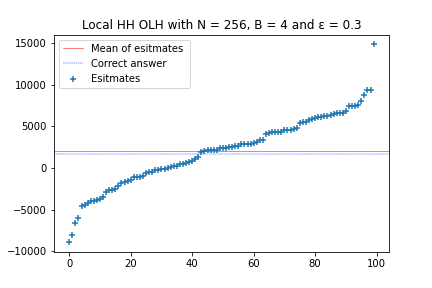 Local HH OLH with N = 256, B = 4 and ε = 0.3
Mean of esitmates
Correct answer
Esitmates
15000
10000
5000
0
−5000
−10000
0 20 40 60 80 100